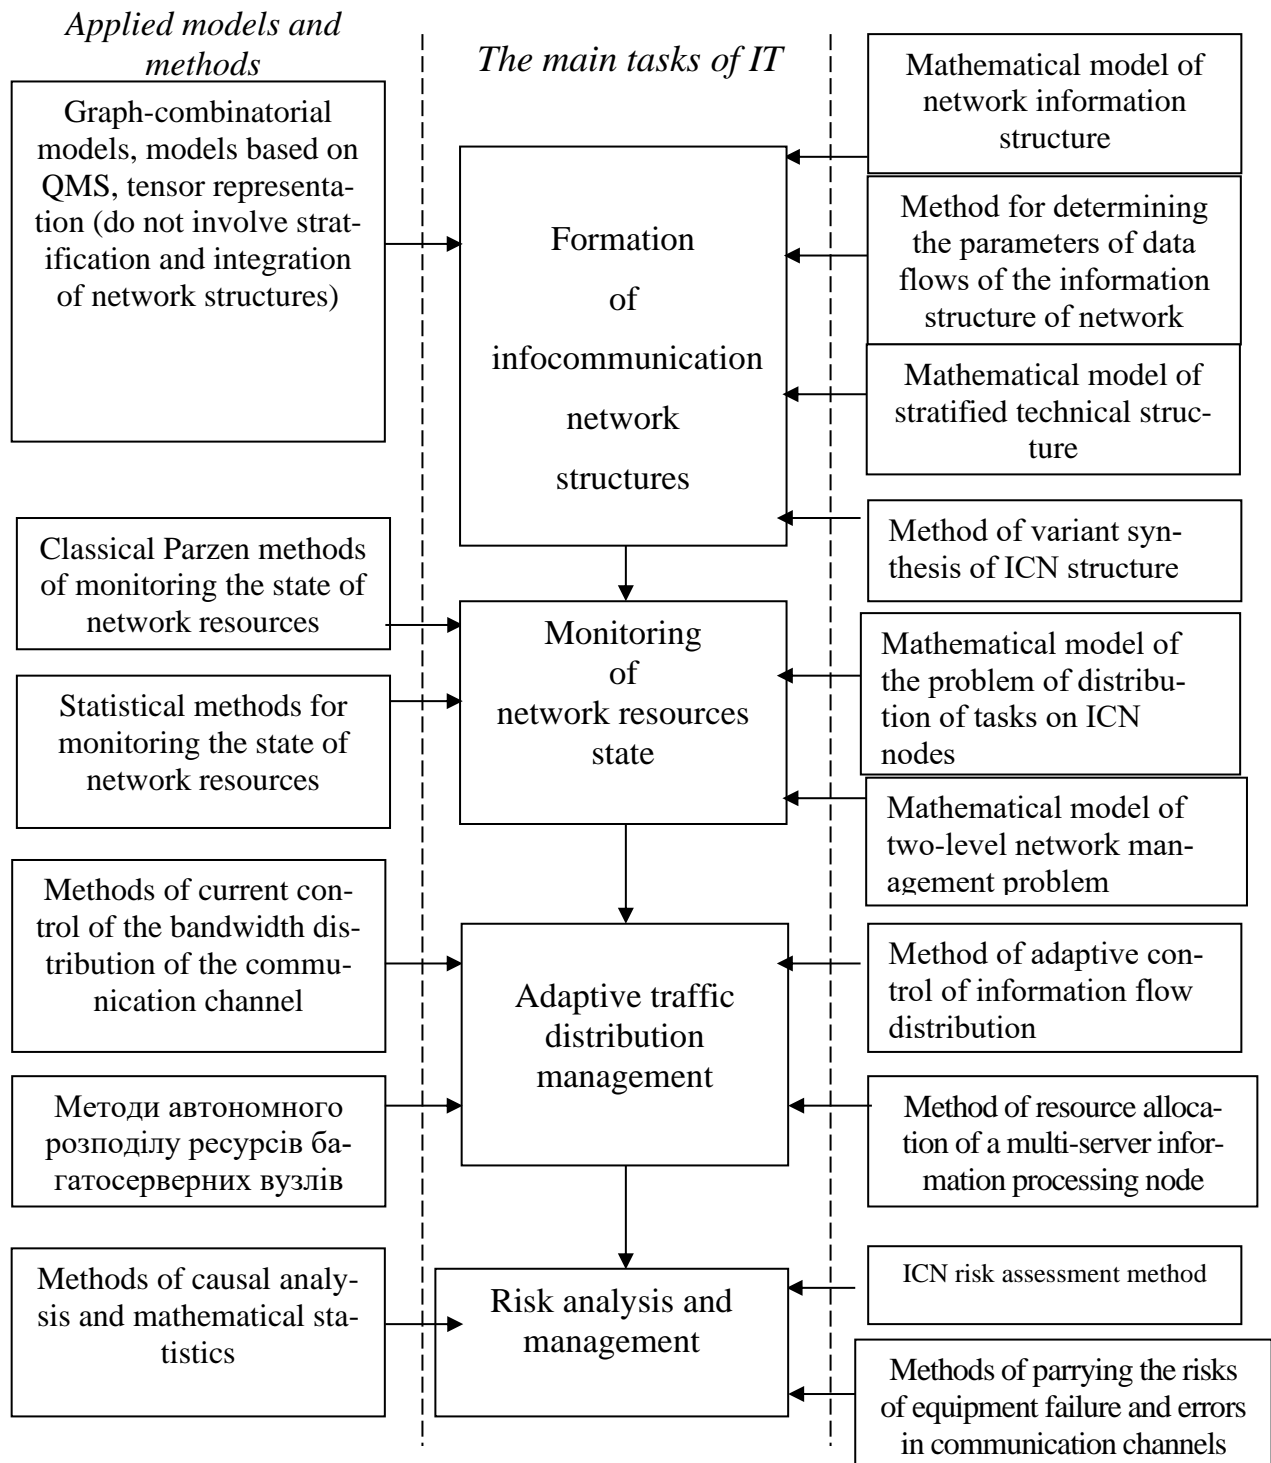 Applied models and
methods
Graph-combinatorial
models, models based on
QMS, tensor representa-
tion (do not involve strat-
ification and integration
of network structures)
Classical Parzen methods
of monitoring the state of
network resources
Statistical methods for
monitoring the state of
network resources
Methods of current con-
trol of the bandwidth dis-
tribution of the commu-
nication channel
Методи автономного
розподілу ресурсів ба-
гатосерверних вузлів
Methods of causal analy-
sis and mathematical sta-
tistics
The main tasks of IT
Formation
of
infocommunication
network
structures
Monitoring
of
network resources
state
Adaptive traffic
distribution
management
Risk analysis and
management
Mathematical model of
network information
structure
Method for determining
the parameters of data
flows of the information
structure of network
Mathematical model of
stratified technical struc-
ture
Method of variant syn-
thesis of ICN structure
Mathematical model of
the problem of distribu-
tion of tasks on ICN
nodes
Mathematical model of
two-level network man-
agement problem
Method of adaptive con-
trol of information flow
distribution
Method of resource alloca-
tion of a multi-server infor-
mation processing node
ICN risk assessment method
Methods of parrying the risks
of equipment failure and errors
in communication channels